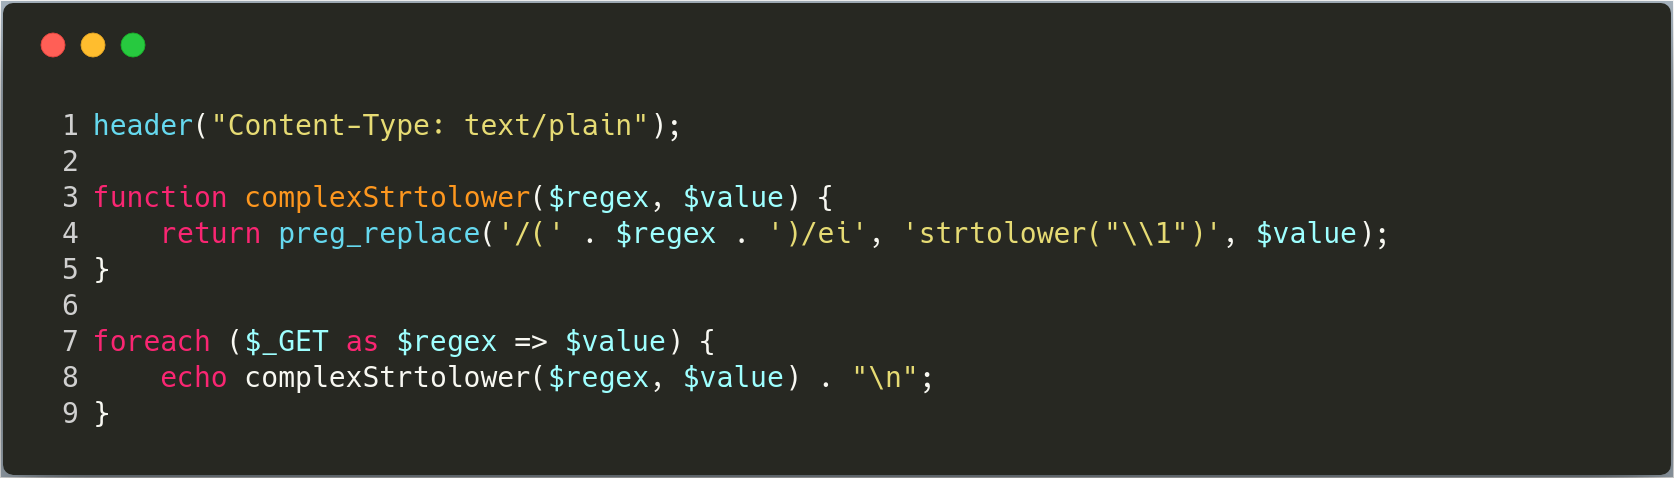 1 header("Content-Type: text/plain");
2
3 function complexStrtolower($regex, $value) {
4     return preg_replace('/(' . $regex . ')/ei', 'strtolower("\\1")', $value);
5 }
6
7 foreach ($_GET as $regex => $value) {
8     echo complexStrtolower($regex, $value) . "\n";
9 }